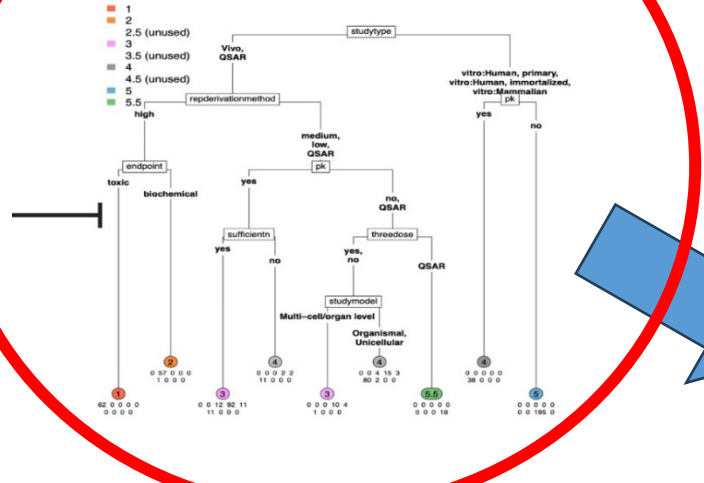 1
2
2.5 (unused)
3
3.5 (unused)
4
4.5 (unused)
5
5.5
studytype
Vivo,
QSAR
vitro:Human, primary,
vitro:Human, immortalized,
vitro:Mammalian
repderivationmethod
pk
high
medium,
low,
QSAR
yes
no
endpoint
pk
toxic
biochemical
yes
no,
QSAR
sufficientn
threedose
yes
no
yes,
no
QSAR
studymodel
Multi-cell/organ level
Organismal,
Unicellular
2
4
4
4
0 57 0 0 0
1 0 0 0
0 0 0 2 2
11 0 0 0
0 0 4 15 3
80 2 0 0
0 0 0 0 0
38 0 0 0
1
3
3
5.5
5
62 0 0 0 0
0 0 0 0
0 0 12 92 11
11 0 0 0
0 0 0 10 4
1 0 0 0
0 0 0 0 0
0 0 0 18
0 0 0 0 0
0 0 195 0